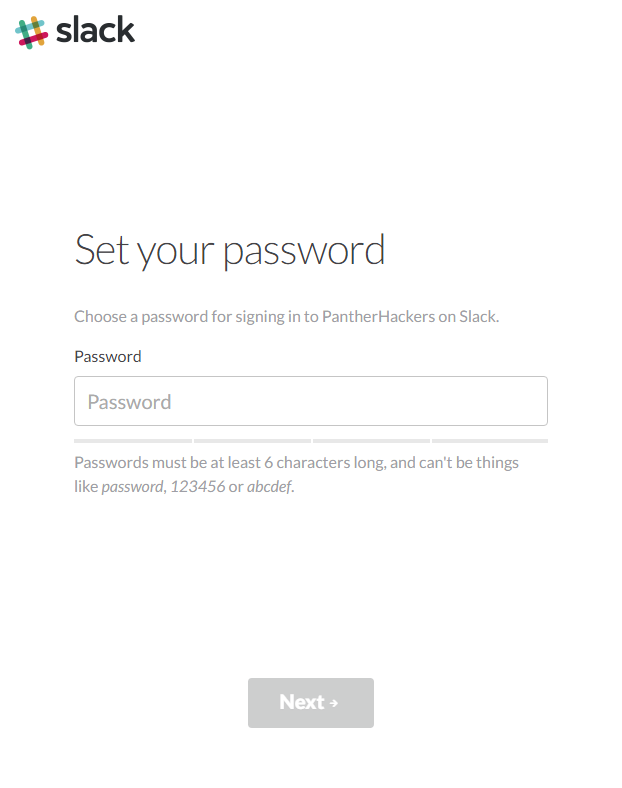 slack
Set your password
Choose a password for signing in to PantherHackers on Slack.
Password
Password
Passwords must be at least 6 characters long, and can't be things
like password, 123456 or abcdef.
Next →